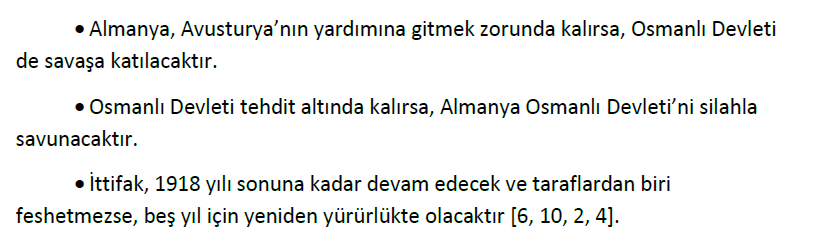 • Almanya, Avusturya’nın yardımına gitmek zorunda kalırsa, Osmanlı Devleti
de savaşa katılacaktır.
• Osmanlı Devleti tehdit altında kalırsa, Almanya Osmanlı Devleti’ni silahla
savunacaktır.
• İttifak, 1918 yılı sonuna kadar devam edecek ve taraflardan biri
feshetmezse, beş yıl için yeniden yürürlükte olacaktır [6, 10, 2, 4].